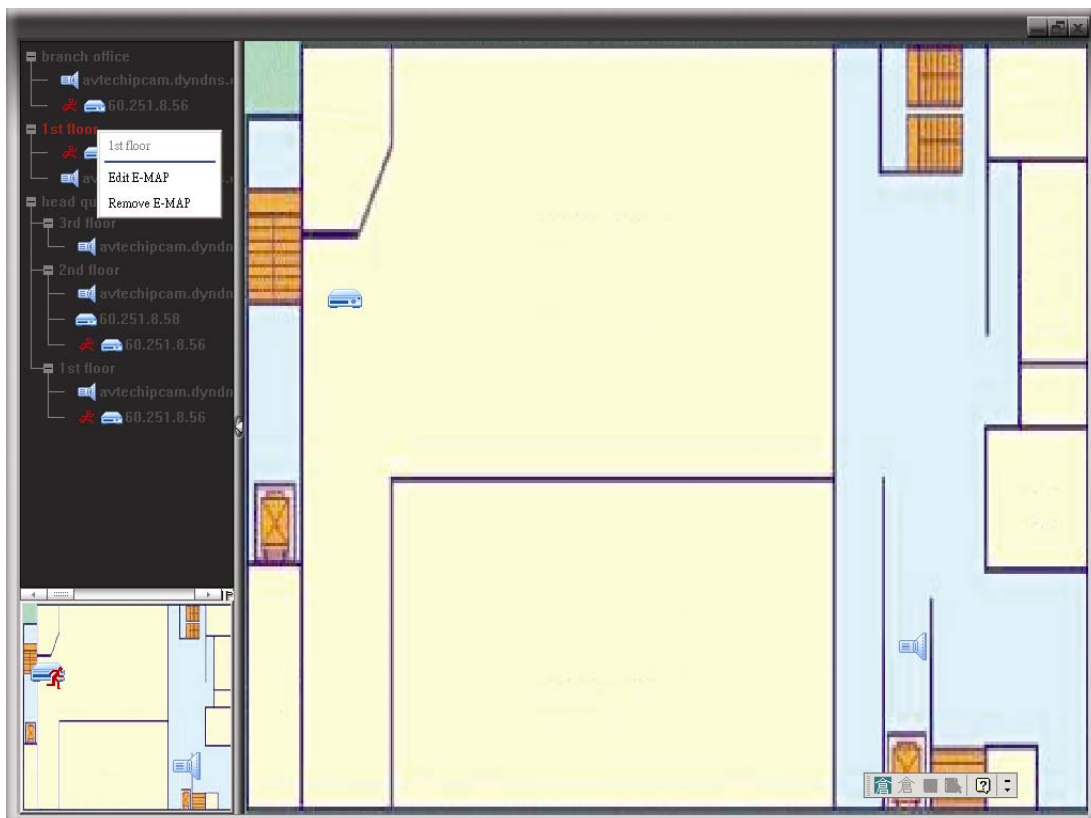 branch office
avtechipcam.dyndns.
60.251.8.56
1st floor
1st floor
Edit E-MAP
Remove E-MAP
head qu
3rd floor
avtechipcam.dyndn
2nd floor
avtechipcam.dyndn
60.251.8.58
60.251.8.56
1st floor
avtechipcam.dyndn
60.251.8.56
倉 倉